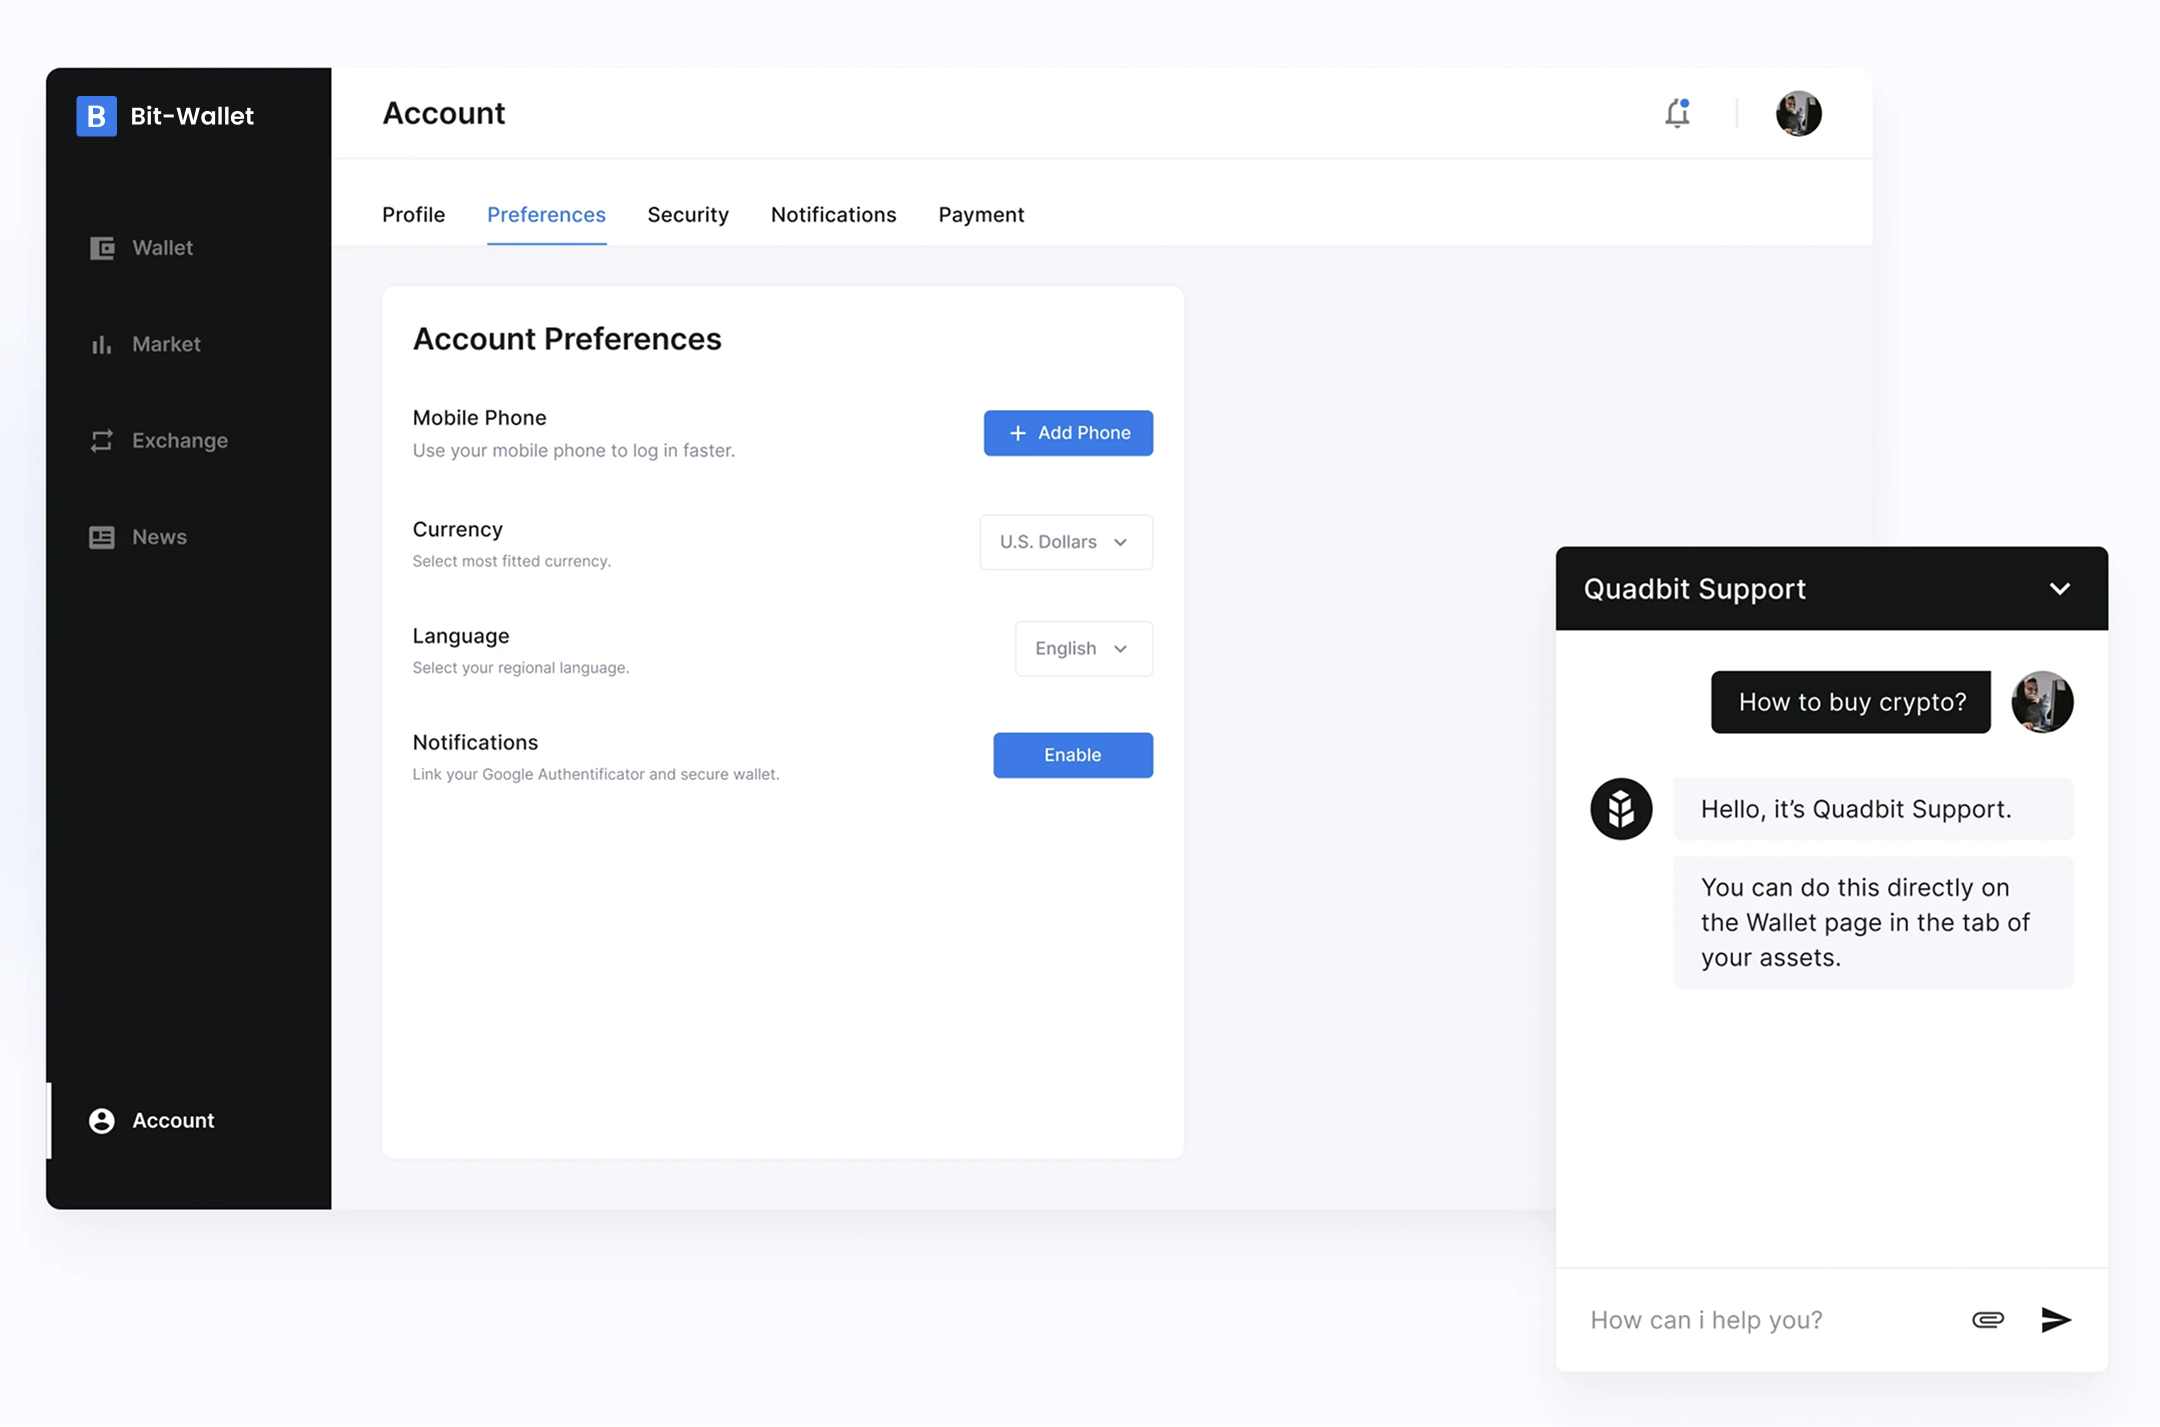 B Bit-Wallet
Wallet
Market
Exchange
News
Account
Account
Profile Preferences Security Notifications Payment
Account Preferences
Mobile Phone
Use your mobile phone to log in faster.
+ Add Phone
Currency
Select most fitted currency.
U.S. Dollars
Language
Select your regional language.
English
Notifications
Link your Google Authentificator and secure wallet.
Enable
Quadbit Support
How to buy crypto?
Hello, it’s Quadbit Support.
You can do this directly on
the Wallet page in the tab of
your assets.
How can i help you?